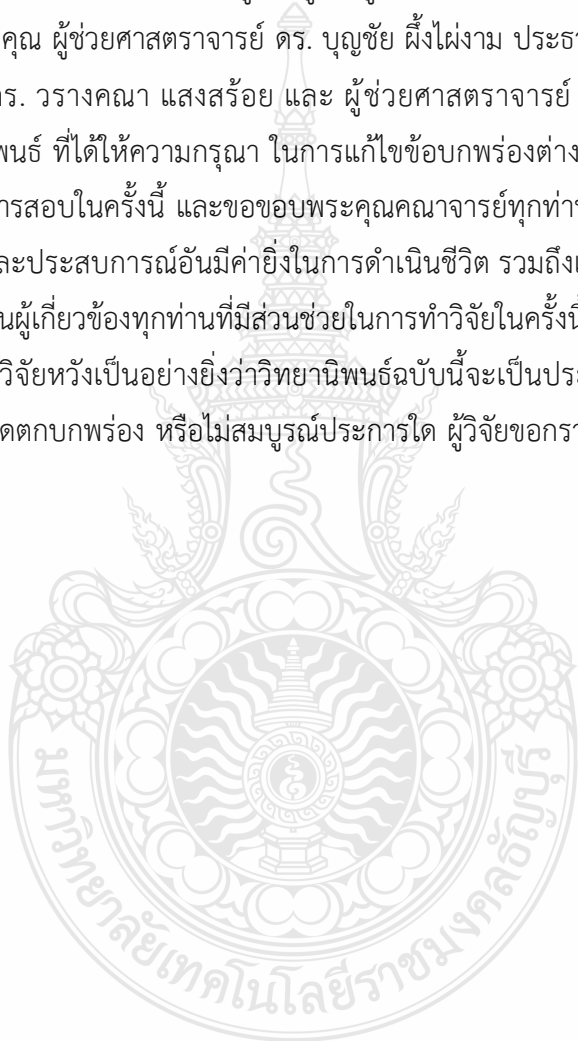 คุณ ผู้ช่วยศาสตราจารย์ ดร. บุญชัย ผึ้งไผ่งาม ประธา
ดร. วรางคณา แสงสร้อย และ ผู้ช่วยศาสตราจารย์
พนธ์ ที่ได้ให้ความกรุณา ในการแก้ไขข้อบกพร่องต่าง
ารสอบในครั้งนี้ และขอขอบพระคุณคณาจารย์ทุกท่าน
ละประสบการณ์อันมีค่ายิ่งในการดำเนินชีวิต รวมถึงเ
นผู้เกี่ยวข้องทุกท่านที่มีส่วนช่วยในการทำวิจัยในครั้งนี้
วิจัยหวังเป็นอย่างยิ่งว่าวิทยานิพนธ์ฉบับนี้จะเป็นประ
ดตกบกพร่อง หรือไม่สมบูรณ์ประการใด ผู้วิจัยขอกรา
มหาวิทยาลัยเทคโนโลยีราชมงคลธัญบุรี